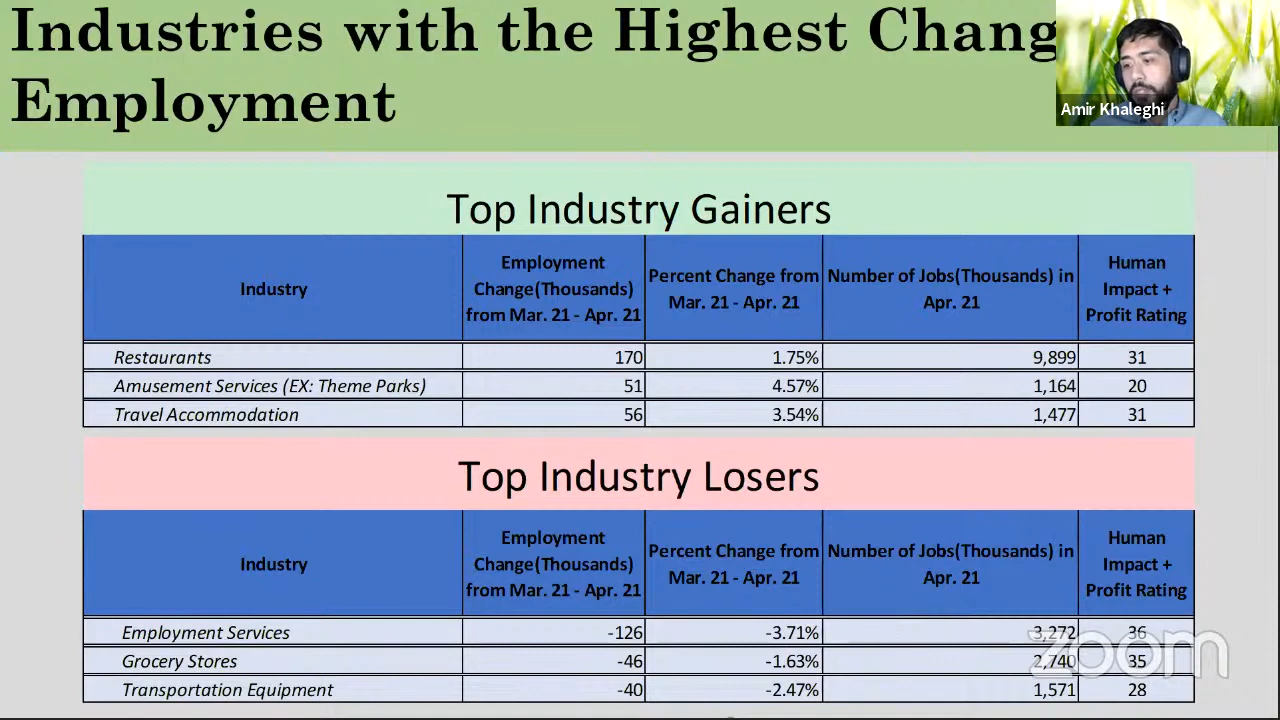 Industries with the Highest Chang
Employment
Amir Khaleghi
Top Industry Gainers
Industry
Employment
Change(Thousands)
from Mar. 21 - Apr. 21
Percent Change from
Mar. 21 - Apr. 21
Number of Jobs(Thousands) in
Apr. 21
Human
Impact +
Profit Rating
Restaurants 170 1.75% 9,899 31
Amusement Services (EX: Theme Parks) 51 4.57% 1,164 20
Travel Accommodation 56 3.54% 1,477 31
Top Industry Losers
Industry
Employment
Change(Thousands)
from Mar. 21 - Apr. 21
Percent Change from
Mar. 21 - Apr. 21
Number of Jobs(Thousands) in
Apr. 21
Human
Impact +
Profit Rating
Employment Services -126 -3.71% 3,272 36
Grocery Stores -46 -1.63% 2,740 35
Transportation Equipment -40 -2.47% 1,571 28
zoom